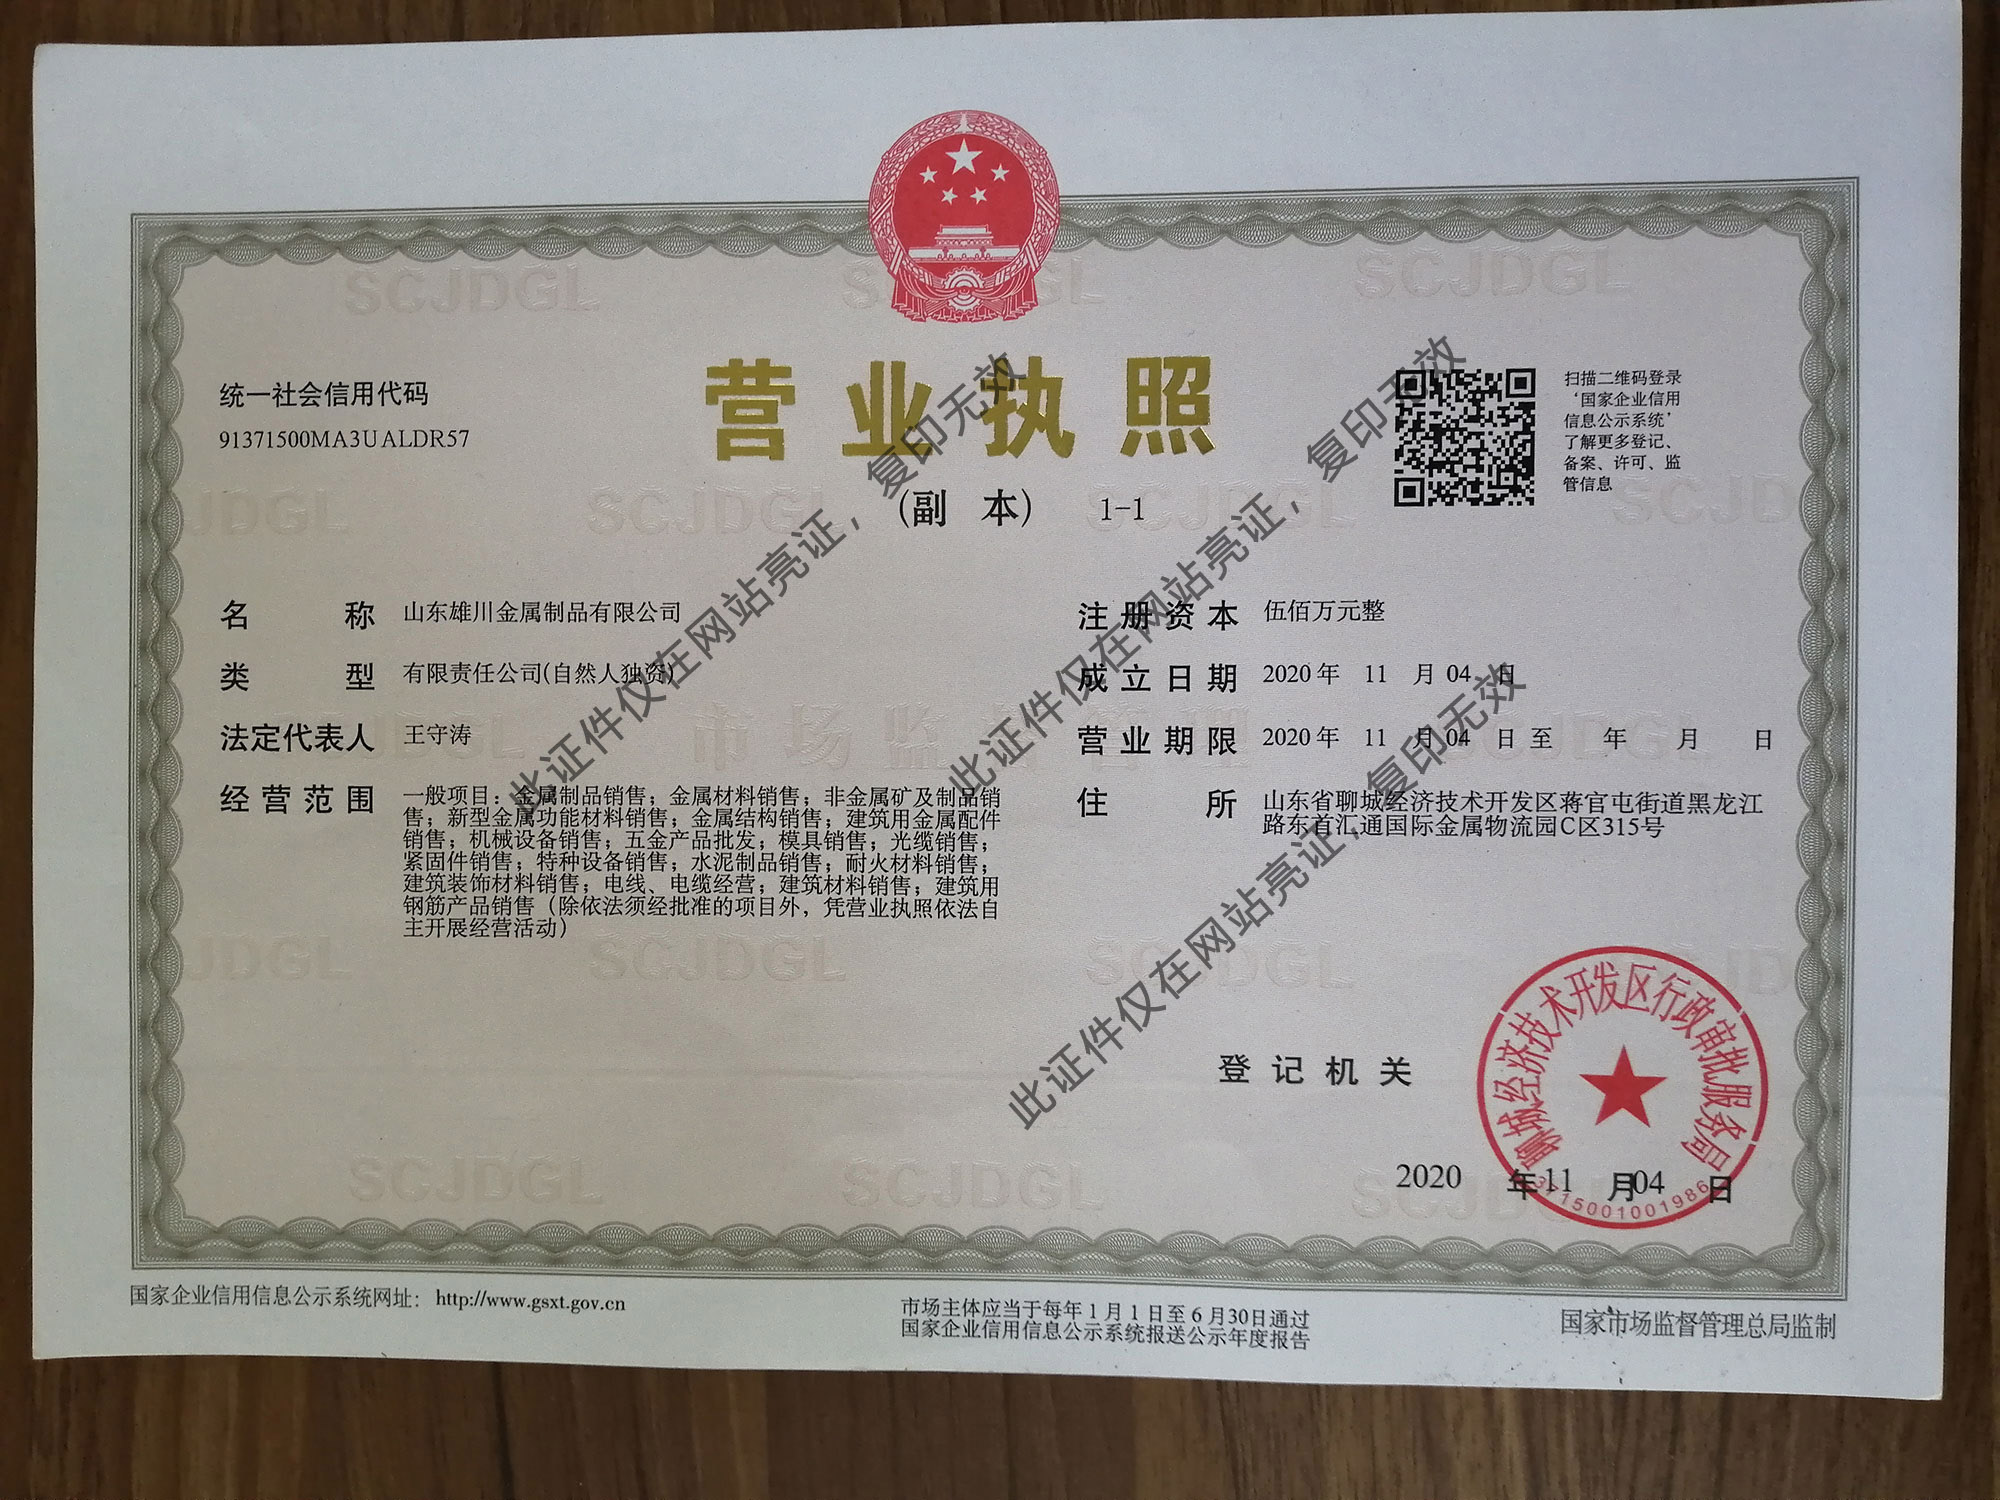 营业执照
(副 本) 1-1
统一社会信用代码
91371500MA3UALDR57
扫描二维码登录
‘国家企业信用
信息公示系统’
了解更多登记、
备案、许可、监
管信息
名 称 山东雄川金属制品有限公司
类 型 有限责任公司(自然人独资)
法定代表人 王守涛
经营范围 一般项目：金属制品销售；金属材料销售；非金属矿及制品销
售；新型金属功能材料销售；金属结构销售；建筑用金属配件
销售；机械设备销售；五金产品批发；模具销售；光缆销售；
紧固件销售；特种设备销售；水泥制品销售；耐火材料销售；
建筑装饰材料销售；电线、电缆经营；建筑材料销售；建筑用
钢筋产品销售（除依法须经批准的项目外，凭营业执照依法自
主开展经营活动）
注册资本 伍佰万元整
成立日期 2020年 11 月 04 日
营业期限 2020年 11 月 04 日 至 年 月 日
住 所 山东省聊城经济技术开发区蒋官屯街道黑龙江
路东首汇通国际金属物流园C区315号
登记机关
聊城经济技术开发区行政审批服务局
3715001001986
2020 年 11 月 04 日
国家企业信用信息公示系统网址：http://www.gsxt.gov.cn
市场主体应当于每年1月1日至6月30日通过
国家企业信用信息公示系统报送公示年度报告
国家市场监督管理总局监制
此证件仅在网站亮证，复印无效
此证件仅在网站亮证，复印无效
此证件仅在网站亮证，复印无效
SCJDGL
SCJDGL
SCJDGL
SCJDGL
SCJDGL
SCJDGL
SCJDGL
SCJDGL
SCJDGL